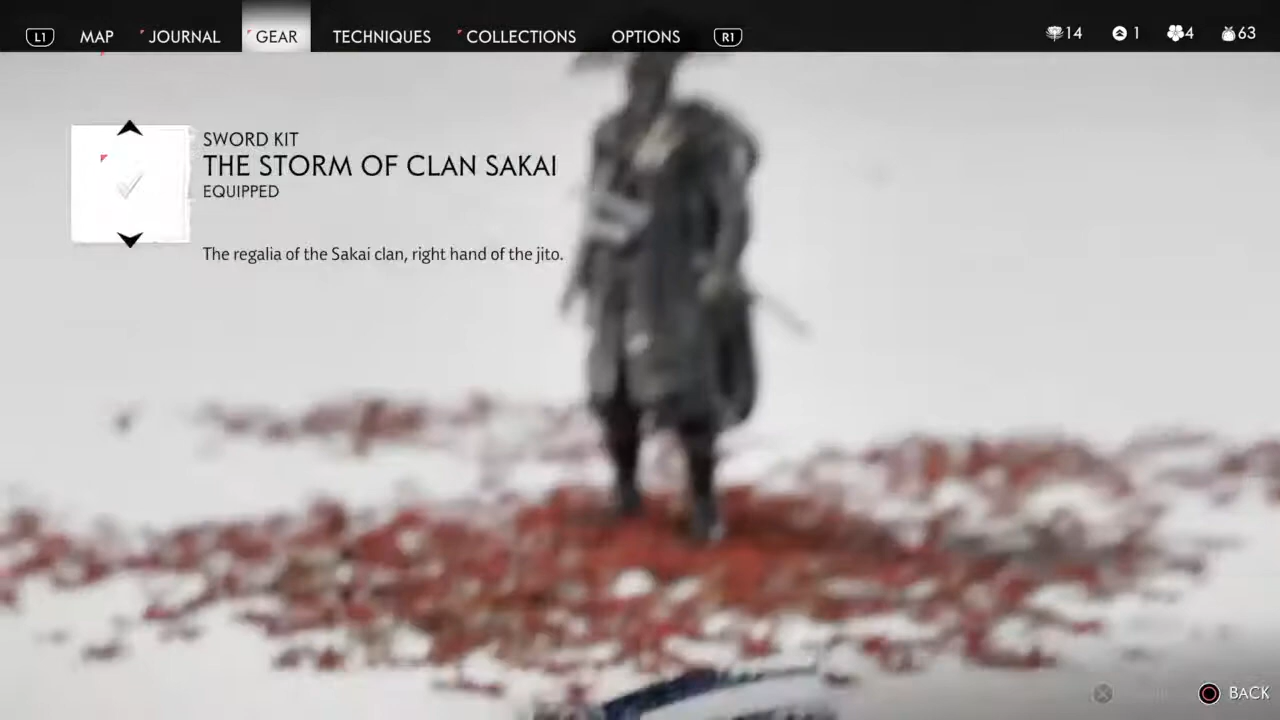 L1 MAP JOURNAL GEAR TECHNIQUES COLLECTIONS OPTIONS R1 14 1 4 63
SWORD KIT
THE STORM OF CLAN SAKAI
EQUIPPED
The regalia of the Sakai clan, right hand of the jito.
BACK